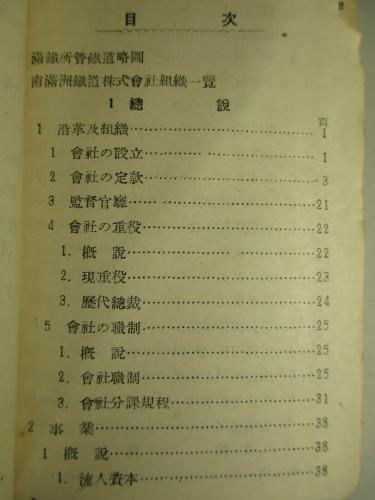 目　次
滿鐵所管鐵道略圖
南滿洲鐵道株式會社組織一覽
1 總　說
頁
1 沿革及組織……………………1
1 會社の設立……………………1
2 會社の定款……………………3
3 監督官廳……………………21
4 會社の重役……………………22
1. 概　說……………………22
2. 現重役……………………23
3. 歷代總裁……………………24
5 會社の職制……………………25
1. 概　說……………………25
2. 會社職制……………………25
3. 會社分課規程……………………31
2 事　業……………………38
1 概　說……………………38
1. 流入資本……………………38